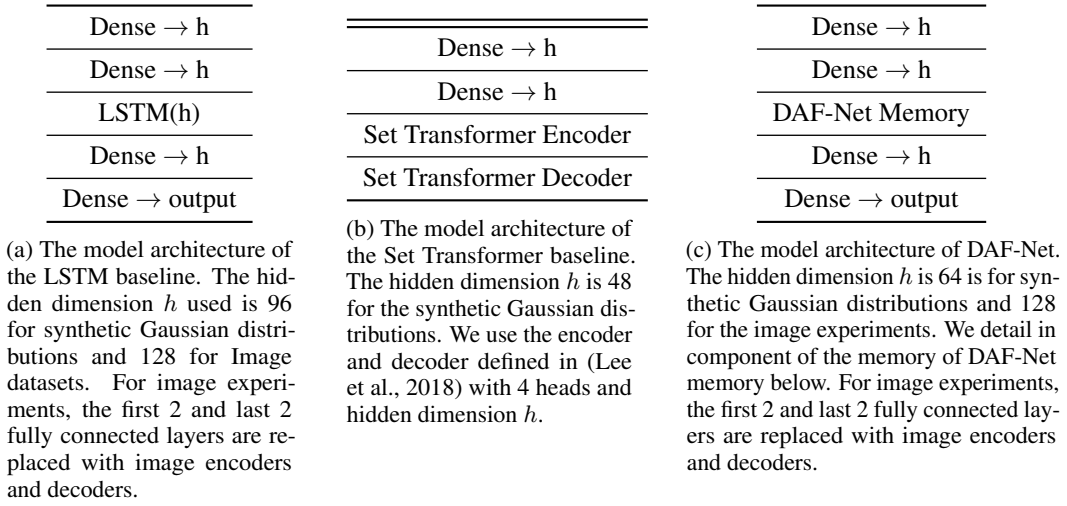 Dense → h
Dense → h
LSTM(h)
Dense → h
Dense → output
(a) The model architecture of
the LSTM baseline. The hid-
den dimension h used is 96
for synthetic Gaussian distri-
butions and 128 for Image
datasets. For image experi-
ments, the first 2 and last 2
fully connected layers are re-
placed with image encoders
and decoders.
Dense → h
Dense → h
Set Transformer Encoder
Set Transformer Decoder
(b) The model architecture of
the Set Transformer baseline.
The hidden dimension h is 48
for the synthetic Gaussian dis-
tributions. We use the encoder
and decoder defined in (Lee
et al., 2018) with 4 heads and
hidden dimension h.
Dense → h
Dense → h
DAF-Net Memory
Dense → h
Dense → output
(c) The model architecture of DAF-Net.
The hidden dimension h is 64 is for syn-
thetic Gaussian distributions and 128
for the image experiments. We detail in
component of the memory of DAF-Net
memory below. For image experiments,
the first 2 and last 2 fully connected lay-
ers are replaced with image encoders
and decoders.